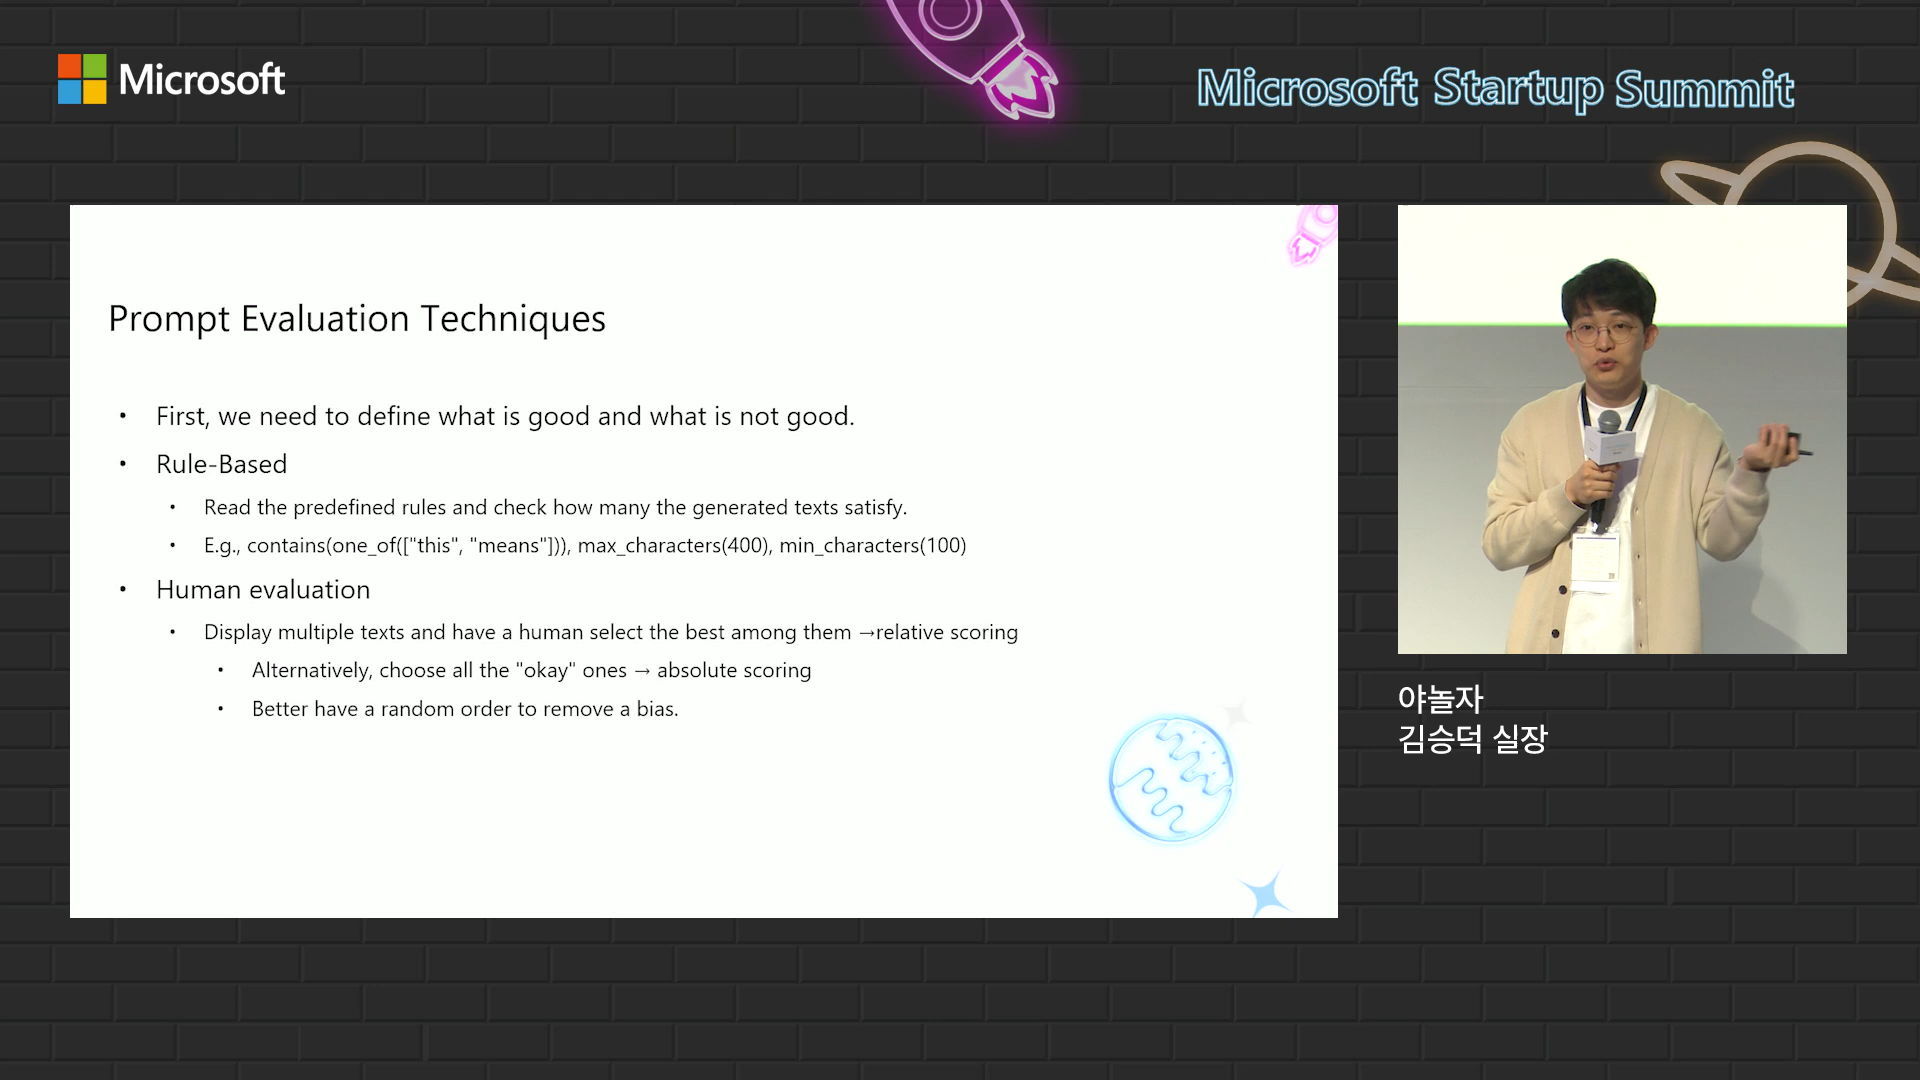 Microsoft
Microsoft Startup Summit
Prompt Evaluation Techniques
• First, we need to define what is good and what is not good.
• Rule-Based
• Read the predefined rules and check how many the generated texts satisfy.
• E.g., contains(one_of(["this", "means"])), max_characters(400), min_characters(100)
• Human evaluation
• Display multiple texts and have a human select the best among them →relative scoring
• Alternatively, choose all the "okay" ones → absolute scoring
• Better have a random order to remove a bias.
야놀자
김승덕 실장